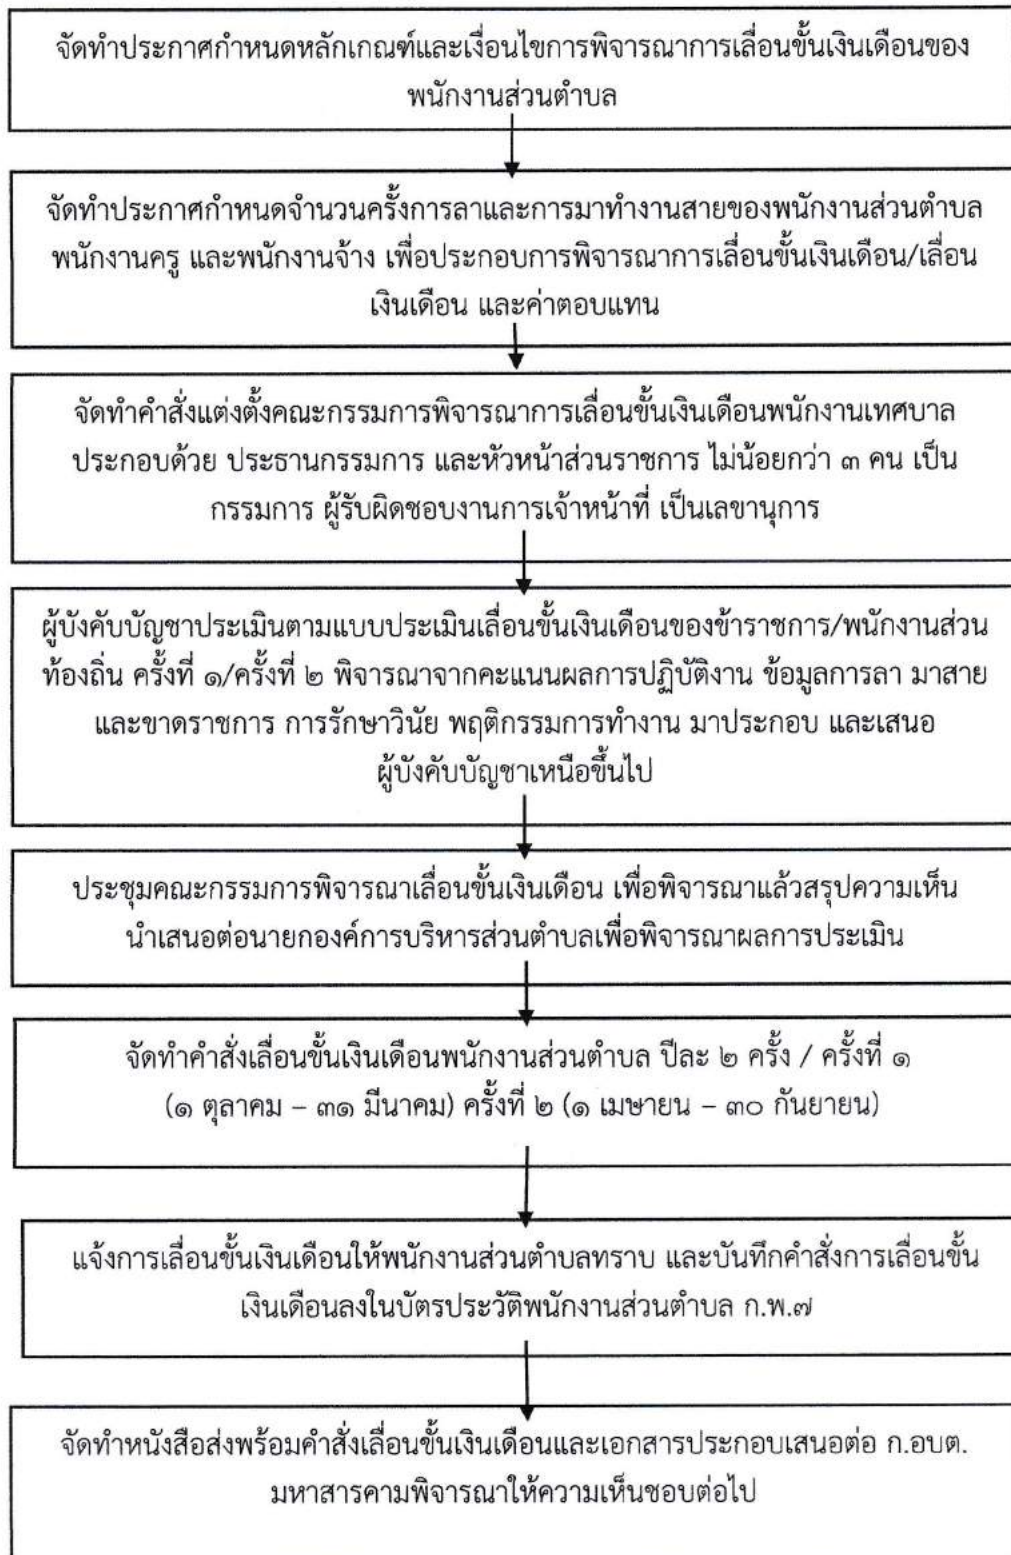 จัดทำประกาศกำหนดหลักเกณฑ์และเงื่อนไขการพิจารณาการเลื่อนขั้นเงินเดือนของ
พนักงานส่วนตำบล
จัดทำประกาศกำหนดจำนวนครั้งการลาและการมาทำงานสายของพนักงานส่วนตำบล
พนักงานครู และพนักงานจ้าง เพื่อประกอบการพิจารณาการเลื่อนขั้นเงินเดือน/เลื่อน
เงินเดือน และค่าตอบแทน
จัดทำคำสั่งแต่งตั้งคณะกรรมการพิจารณาการเลื่อนขั้นเงินเดือนพนักงานเทศบาล
ประกอบด้วย ประธานกรรมการ และหัวหน้าส่วนราชการ ไม่น้อยกว่า ๓ คน เป็น
กรรมการ ผู้รับผิดชอบงานการเจ้าหน้าที่ เป็นเลขานุการ
ผู้บังคับบัญชาประเมินตามแบบประเมินเลื่อนขั้นเงินเดือนของข้าราชการ/พนักงานส่วน
ท้องถิ่น ครั้งที่ ๑/ครั้งที่ ๒ พิจารณาจากคะแนนผลการปฏิบัติงาน ข้อมูลการลา มาสาย
และขาดราชการ การรักษาวินัย พฤติกรรมการทำงาน มาประกอบ และเสนอ
ผู้บังคับบัญชาเหนือขึ้นไป
ประชุมคณะกรรมการพิจารณาเลื่อนขั้นเงินเดือน เพื่อพิจารณาแล้วสรุปความเห็น
นำเสนอต่อนายกองค์การบริหารส่วนตำบลเพื่อพิจารณาผลการประเมิน
จัดทำคำสั่งเลื่อนขั้นเงินเดือนพนักงานส่วนตำบล ปีละ ๒ ครั้ง / ครั้งที่ ๑
(๑ ตุลาคม – ๓๑ มีนาคม) ครั้งที่ ๒ (๑ เมษายน – ๓๐ กันยายน)
แจ้งการเลื่อนขั้นเงินเดือนให้พนักงานส่วนตำบลทราบ และบันทึกคำสั่งการเลื่อนขั้น
เงินเดือนลงในบัตรประวัติพนักงานส่วนตำบล ก.พ.๗
จัดทำหนังสือส่งพร้อมคำสั่งเลื่อนขั้นเงินเดือนและเอกสารประกอบเสนอต่อ ก.อบต.
มหาสารคามพิจารณาให้ความเห็นชอบต่อไป